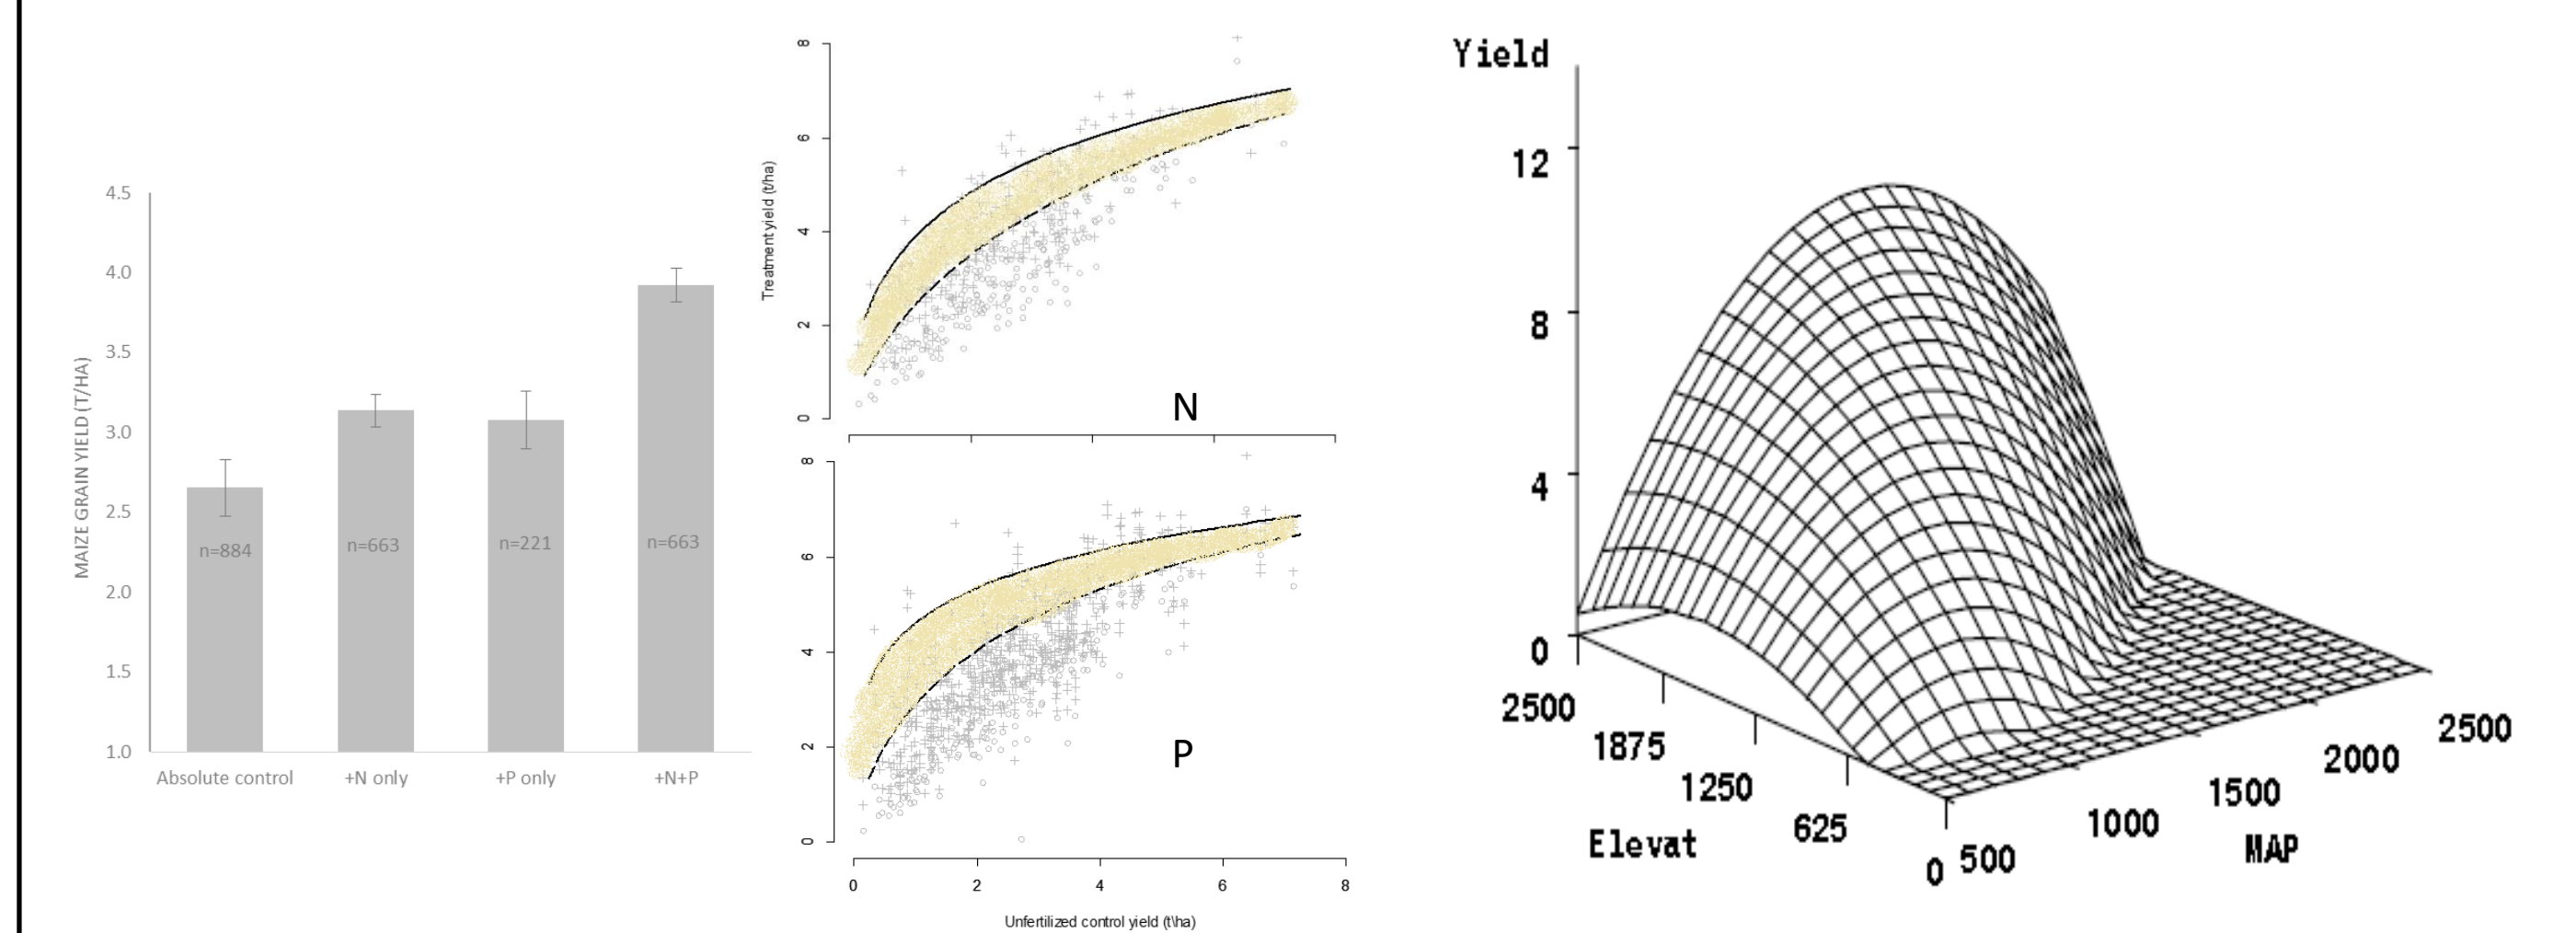 MAIZE GRAIN YIELD (T/HA)
4.5
4.0
3.5
3.0
2.5
2.0
1.5
1.0
n=884
n=663
n=221
n=663
Absolute control
+N only
+P only
+N+P
Treatment yield (t/ha)
8
6
4
2
0
N
8
6
4
2
0
P
0
2
4
6
8
Unfertilized control yield (t\ha)
Yield
12
8
4
0
2500
1875
1250
625
0
Elevat
500
1000
1500
2000
2500
MAP